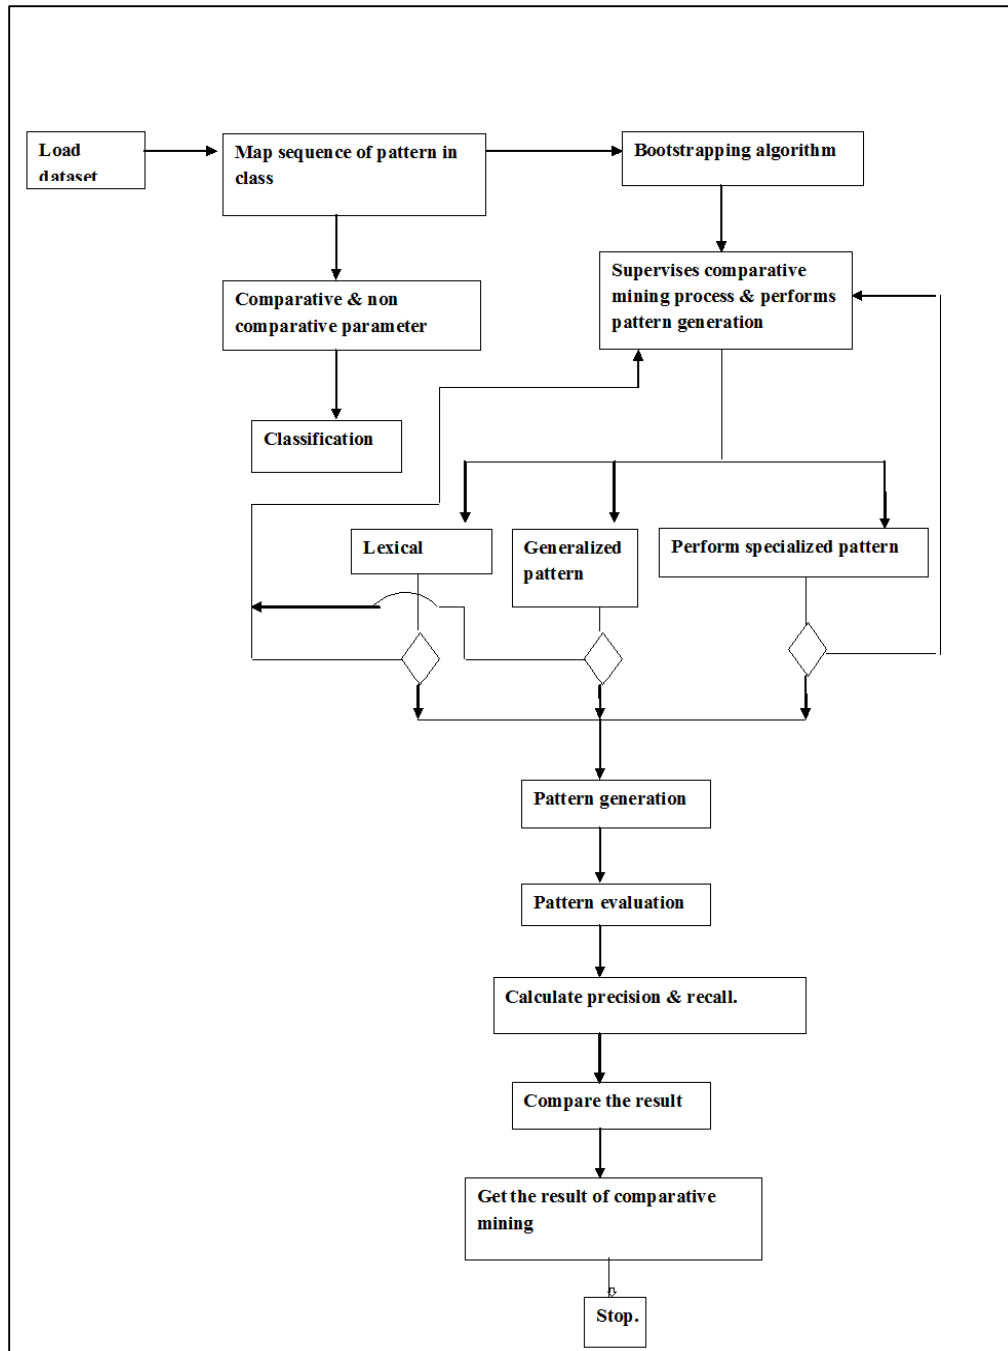 Load
dataset
Map sequence of pattern in
class
Bootstrapping algorithm
Comparative & non
comparative parameter
Supervises comparative
mining process & performs
pattern generation
Classification
Lexical
Generalized
pattern
Perform specialized pattern
Pattern generation
Pattern evaluation
Calculate precision & recall.
Compare the result
Get the result of comparative
mining
Stop.